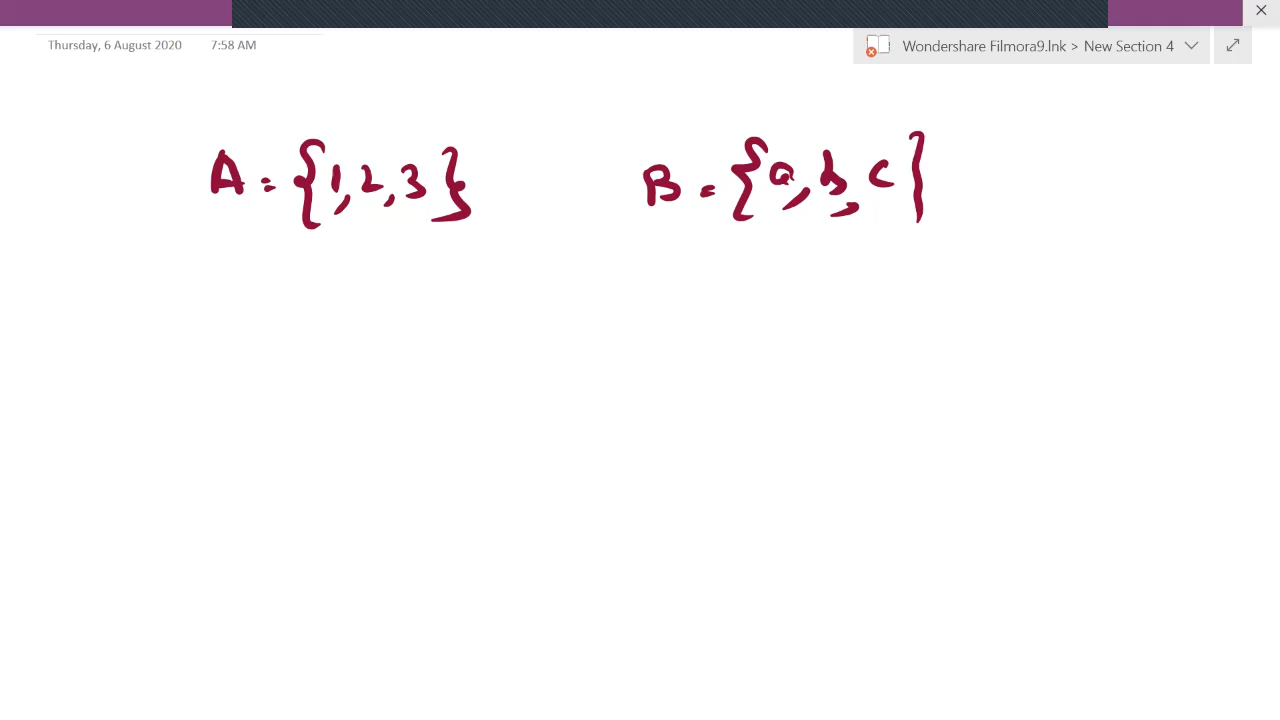 Thursday, 6 August 2020 7:58 AM
Wondershare Filmora9.lnk > New Section 4
A = {1, 2, 3} B = {a, b, c}